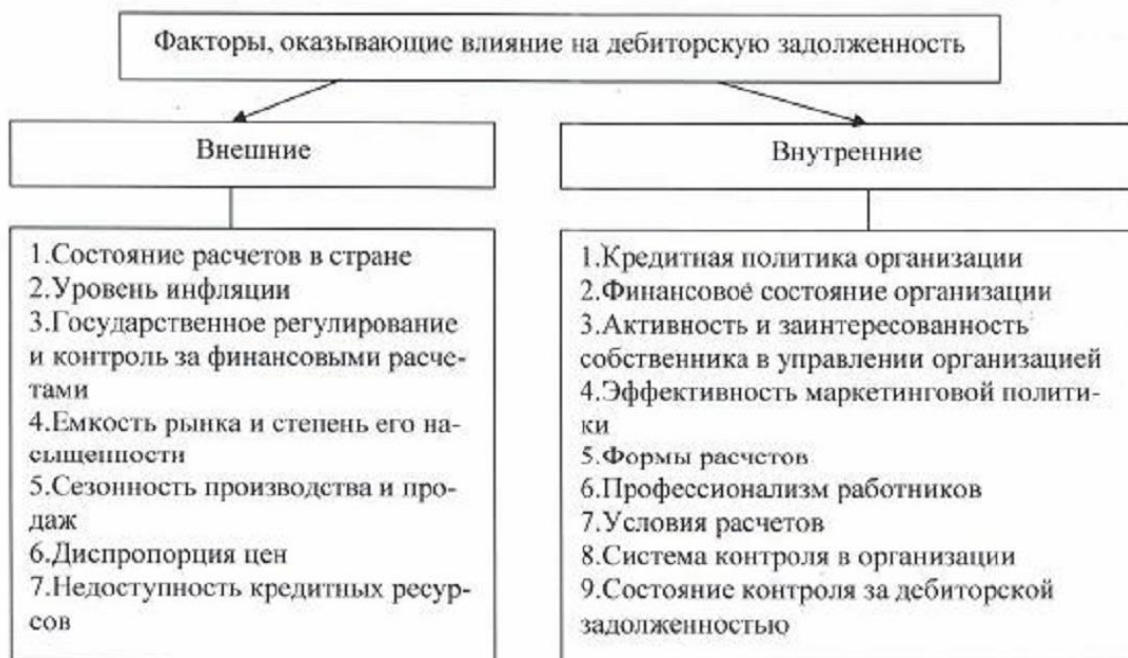 Факторы, оказывающие влияние на дебиторскую задолженность
Внешние
1.Состояние расчетов в стране
2.Уровень инфляции
3.Государственное регулирование
и контроль за финансовыми расче-
тами
4.Емкость рынка и степень его на-
сыщенности
5.Сезонность производства и про-
даж
6.Диспропорция цен
7.Недоступность кредитных ресур-
сов
Внутренние
1.Кредитная политика организации
2.Финансовое состояние организации
3.Активность и заинтересованность
собственника в управлении организацией
4.Эффективность маркетинговой полити-
ки
5.Формы расчетов
6.Профессионализм работников
7.Условия расчетов
8.Система контроля в организации
9.Состояние контроля за дебиторской
задолженностью